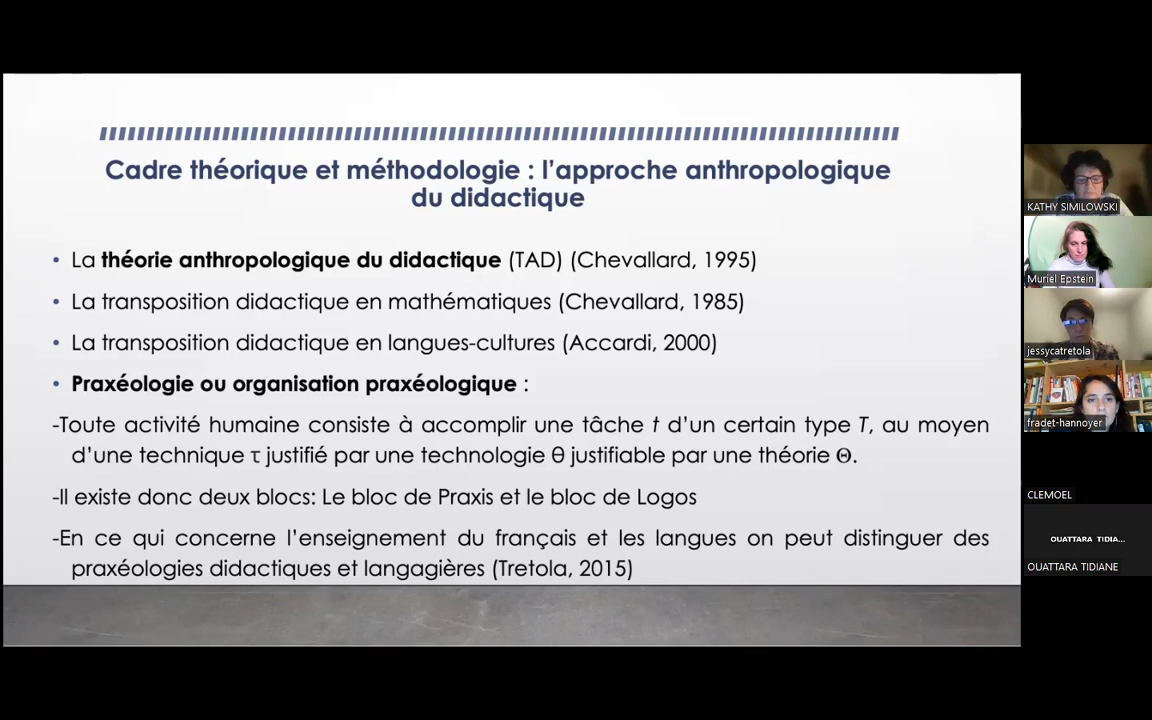 Cadre théorique et méthodologie : l’approche anthropologique
du didactique
• La théorie anthropologique du didactique (TAD) (Chevallard, 1995)
• La transposition didactique en mathématiques (Chevallard, 1985)
• La transposition didactique en langues-cultures (Accardi, 2000)
• Praxéologie ou organisation praxéologique :
-Toute activité humaine consiste à accomplir une tâche t d’un certain type T, au moyen
d’une technique τ justifié par une technologie θ justifiable par une théorie Θ.
-Il existe donc deux blocs: Le bloc de Praxis et le bloc de Logos
-En ce qui concerne l’enseignement du français et les langues on peut distinguer des
praxéologies didactiques et langagières (Tretola, 2015)
KATHY SIMILOWSKI
Muriel Epstein
jessycatretola
fradet-hannoyer
CLEMOEL
OUATTARA TIDIA...
OUATTARA TIDIANE